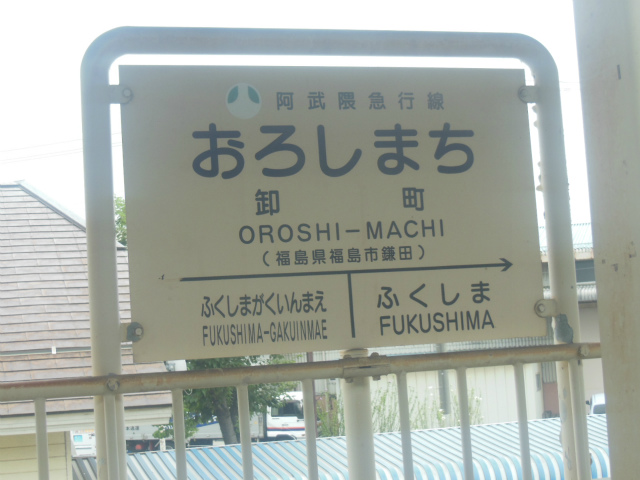 阿武隈急行線
おろしまち
卸町
OROSHI-MACHI
(福島県福島市鎌田)
ふくしまがくいんまえ
FUKUSHIMA-GAKUINMAE
ふくしま
FUKUSHIMA